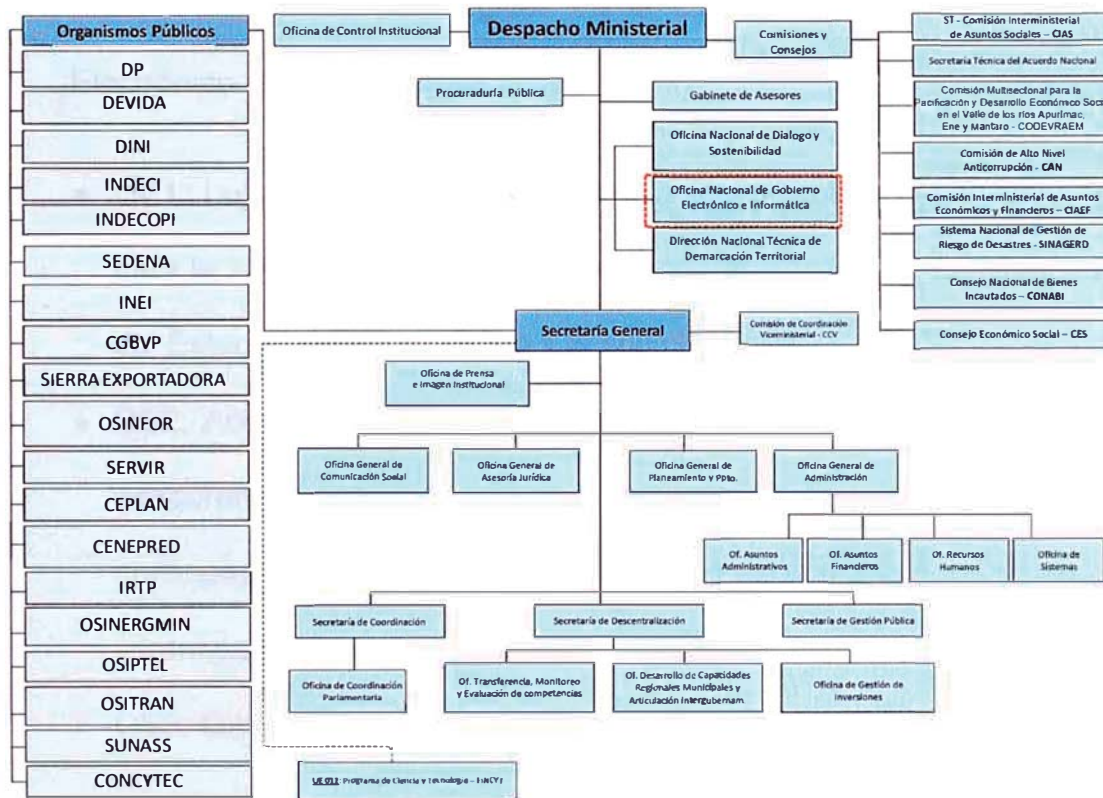 Organismos Públicos
DP
DEVIDA
DINI
INDECI
INDECOPI
SEDENA
INEI
CGBVP
SIERRA EXPORTADORA
OSINFOR
SERVIR
CEPLAN
CENEPRED
IRTP
OSINERGMIN
OSIPTEL
OSITRAN
SUNASS
CONCYTEC
Oficina de Control Institucional
Despacho Ministerial
Comisiones y
Consejos
Procuraduría Pública
Gabinete de Asesores
Oficina Nacional de Dialogo y
Sostenibilidad
Oficina Nacional de Gobierno
Electrónico e Informática
Dirección Nacional Técnica de
Demarcación Territorial
ST - Comisión Interministerial
de Asuntos Sociales – CIAS
Secretaría Técnica del Acuerdo Nacional
Comisión Multisectorial para la
Pacificación y Desarrollo Económico Soc
en el Valle de los ríos Apurímac,
Ene y Mantaro - CODEVRAEM
Comisión de Alto Nivel
Anticorrupción - CAN
Comisión Interministerial de Asuntos
Económicos y Financieros – CIAEF
Sistema Nacional de Gestión de
Riesgo de Desastres - SINAGERD
Consejo Nacional de Bienes
Incautados – CONABI
Consejo Económico Social – CES
Secretaría General
Comisión de Coordinación
Viceministerial - CCV
Oficina de Prensa
e Imagen Institucional
Oficina General de
Comunicación Social
Oficina General de
Asesoría Jurídica
Oficina General de
Planeamiento y Ppto.
Oficina General de
Administración
Of. Asuntos
Administrativos
Of. Asuntos
Financieros
Of. Recursos
Humanos
Oficina de
Sistemas
Secretaría de Coordinación
Secretaría de Descentralización
Secretaría de Gestión Pública
Oficina de Coordinación
Parlamentaria
Of. Transferencia, Monitoreo
y Evaluación de competencias
Of. Desarrollo de Capacidades
Regionales Municipales y
Articulación Intergubernam.
Oficina de Gestión de
Inversiones
UE 012: Programa de Ciencia y Tecnología – FINCYT